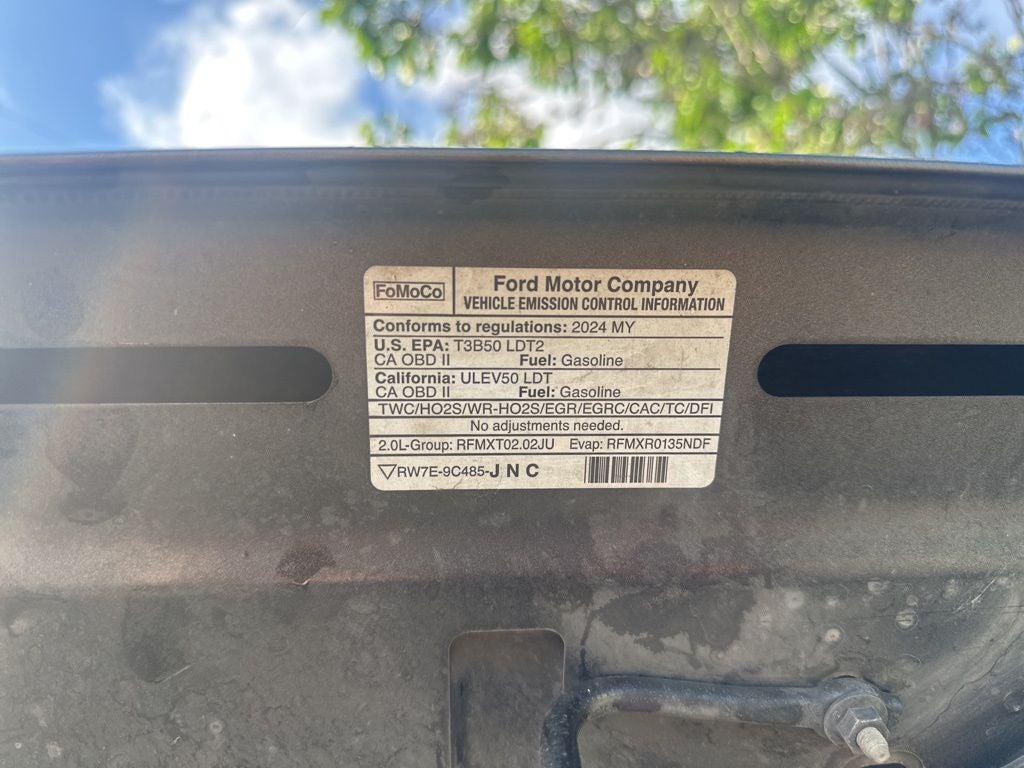 FoMoCo
Ford Motor Company
VEHICLE EMISSION CONTROL INFORMATION
Conforms to regulations: 2024 MY
U.S. EPA: T3B50 LDT2
CA OBD II Fuel: Gasoline
California: ULEV50 LDT
CA OBD II Fuel: Gasoline
TWC/HO2S/WR-HO2S/EGR/EGRC/CAC/TC/DFI
No adjustments needed.
2.0L-Group: RFMXT02.02JU Evap: RFMXR0135NDF
RW7E-9C485-J N C